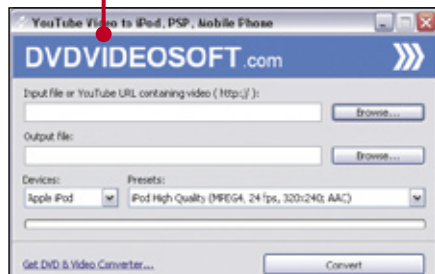 YouTube Video to iPod, PSP, Mobile Phone
DVDVIDEOSOFT.com
Input file or YouTube URL containing video ( http:// ):
Browse...
Output file:
Browse...
Devices: Presets:
Apple iPod iPod High Quality (MPEG4, 24 fps, 320x240; AAC)
Get DVD & Video Converter... Convert